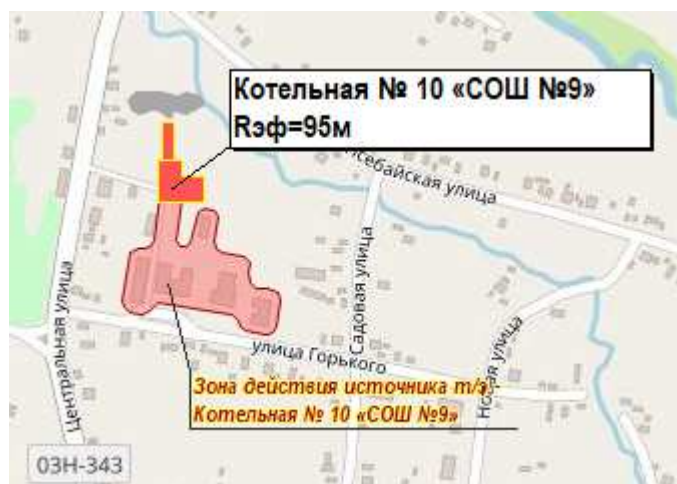 Котельная № 10 «СОШ №9»
Rэф=95м
Псебайская улица
Центральная улица
Садовая улица
Новая улица
улица Горького
Зона действия источника т/э
Котельная № 10 «СОШ №9»
03Н-343